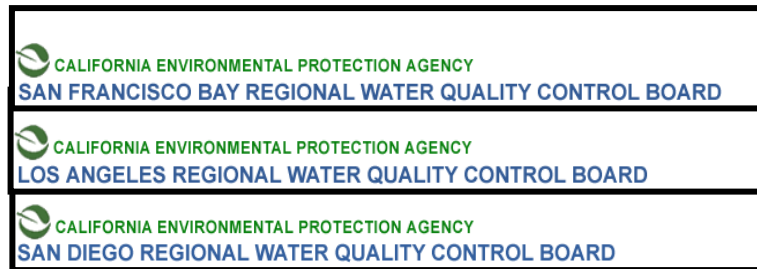 CALIFORNIA ENVIRONMENTAL PROTECTION AGENCY
SAN FRANCISCO BAY REGIONAL WATER QUALITY CONTROL BOARD
CALIFORNIA ENVIRONMENTAL PROTECTION AGENCY
LOS ANGELES REGIONAL WATER QUALITY CONTROL BOARD
CALIFORNIA ENVIRONMENTAL PROTECTION AGENCY
SAN DIEGO REGIONAL WATER QUALITY CONTROL BOARD